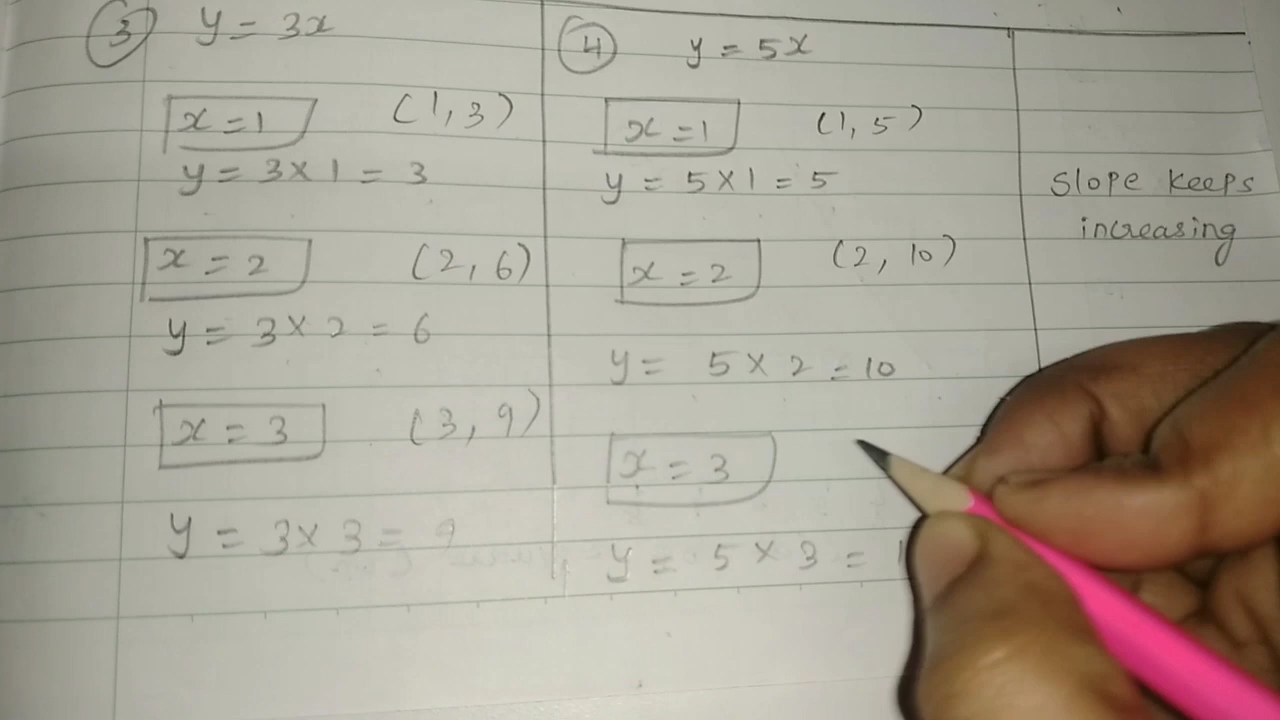 3 y = 3x
x = 1 (1, 3)
y = 3 × 1 = 3
x = 2 (2, 6)
y = 3 × 2 = 6
x = 3 (3, 9)
y = 3 × 3 = 9
4 y = 5x
x = 1 (1, 5)
y = 5 × 1 = 5
x = 2 (2, 10)
y = 5 × 2 = 10
x = 3
y = 5 × 3 = 1
Slope keeps
increasing